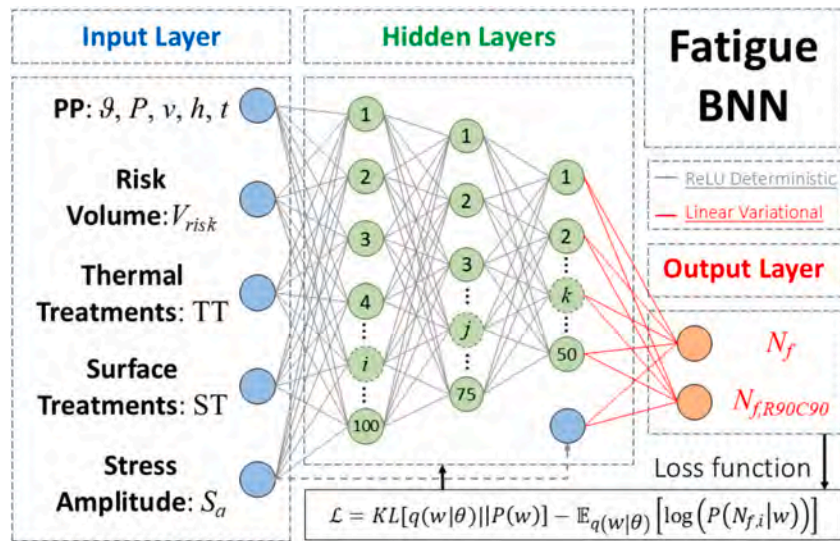 Input Layer
Hidden Layers
Fatigue
BNN
PP: ϑ, P, v, h, t
Risk
Volume: V_risk
Thermal
Treatments: TT
Surface
Treatments: ST
Stress
Amplitude: S_a
1
2
3
4
i
100
1
2
3
j
75
1
2
k
50
ReLU Deterministic
Linear Variational
Output Layer
N_f
N_f,R90C90
Loss function
ℒ = KL[q(w|θ)||P(w)] − 𝔼_q(w|θ)[log(P(N_f,i|w))]